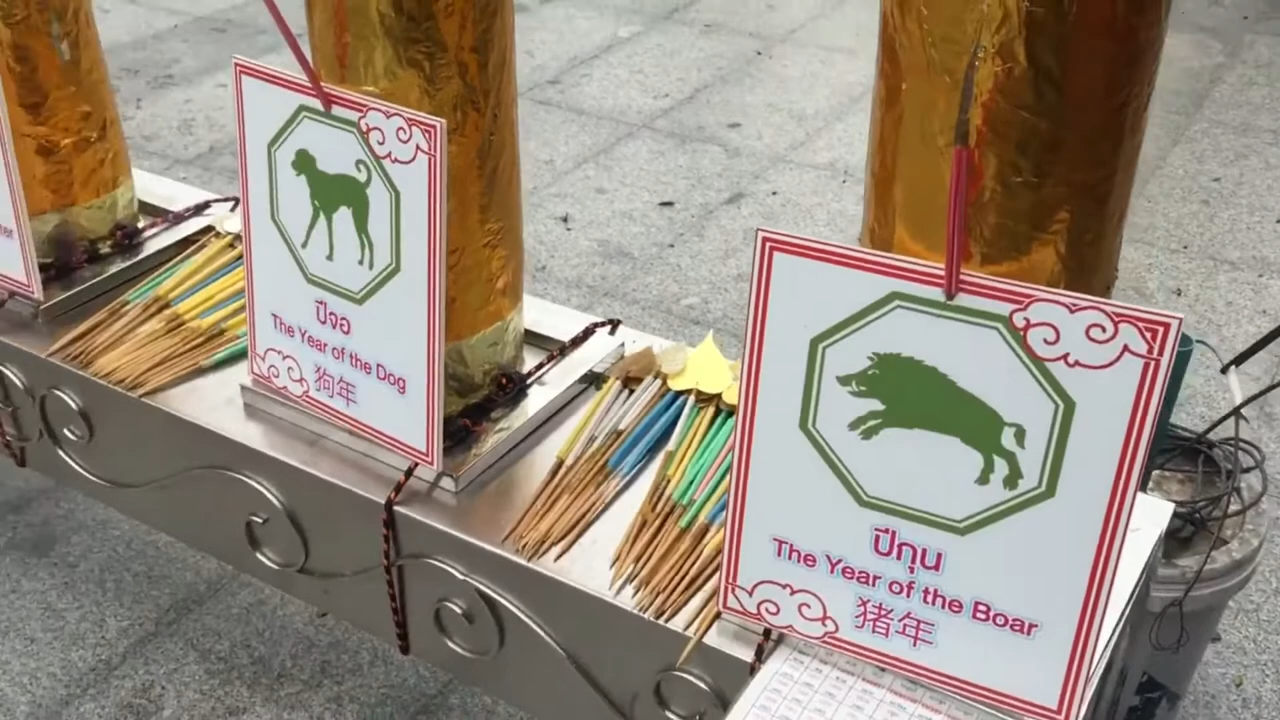 ปีจอ
The Year of the Dog
狗年
ปีกุน
The Year of the Boar
猪年